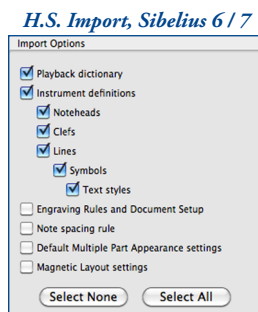 H.S. Import, Sibelius 6 / 7
Import Options
Playback dictionary
Instrument definitions
Noteheads
Clefs
Lines
Symbols
Text styles
Engraving Rules and Document Setup
Note spacing rule
Default Multiple Part Appearance settings
Magnetic Layout settings
Select None Select All